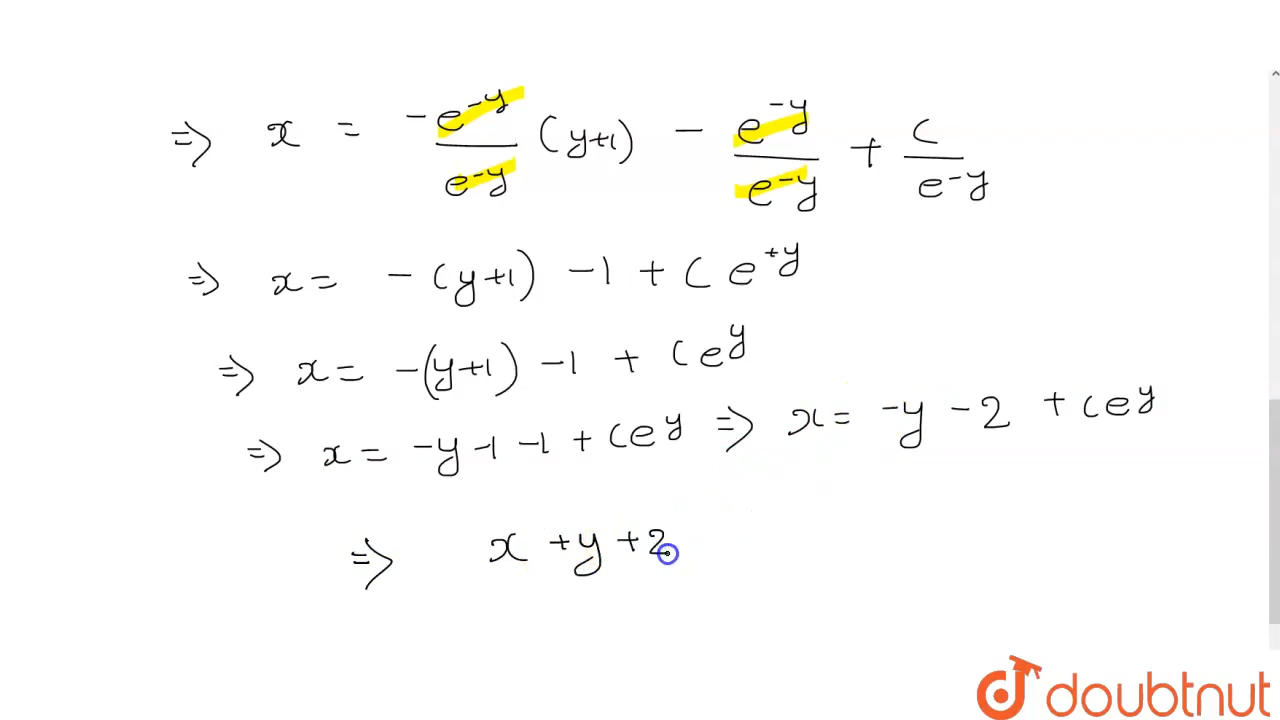 ⇒ x = -e^-y/e^-y (y+1) - e^-y/e^-y + C/e^-y
⇒ x = -(y+1) -1 + Ce^+y
⇒ x = -(y+1) -1 + Ce^y
⇒ x = -y -1 -1 + Ce^y ⇒ x = -y -2 + Ce^y
⇒ x +y +2
doubtnut